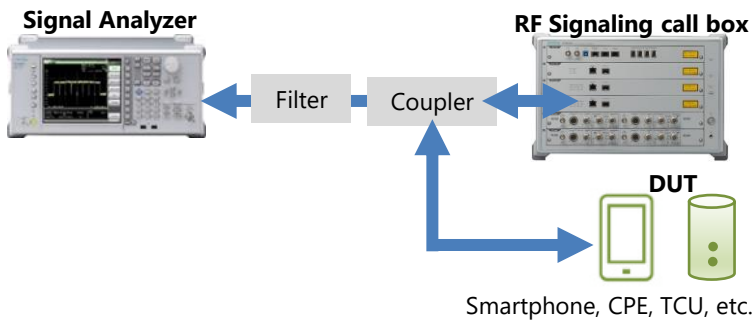 Signal Analyzer
RF Signaling call box
Filter
Coupler
DUT
Smartphone, CPE, TCU, etc.